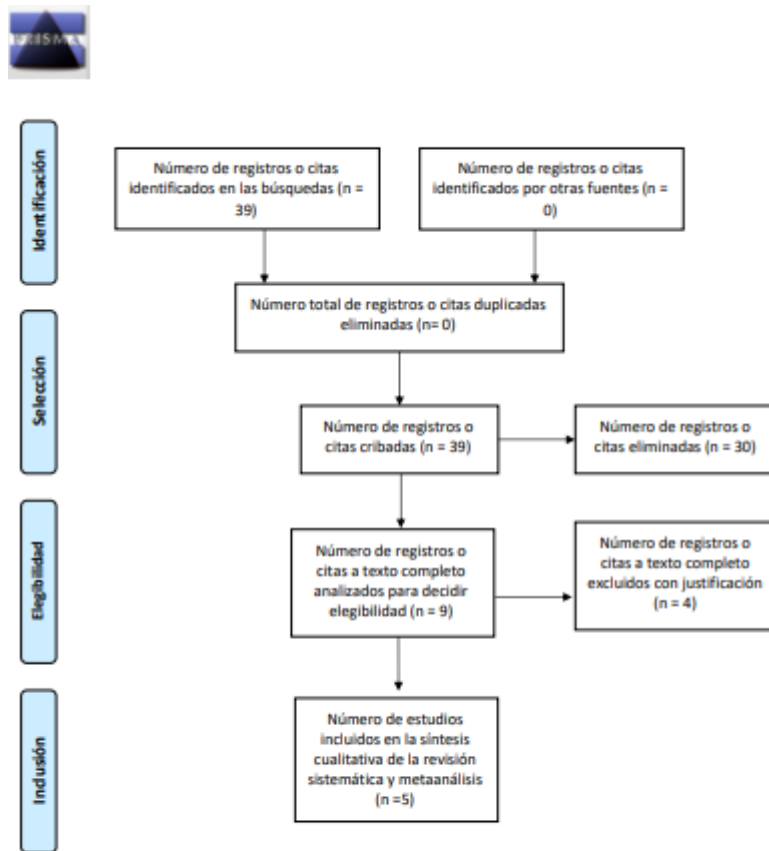 PRISMA
Identificación
Número de registros o citas
identificados en las búsquedas (n =
39)
Número de registros o citas
identificados por otras fuentes (n =
0)
Número total de registros o citas duplicadas
eliminadas (n= 0)
Selección
Número de registros o
citas cribadas (n = 39)
Número de registros o
citas eliminadas (n = 30)
Elegibilidad
Número de registros o
citas a texto completo
analizados para decidir
elegibilidad (n = 9)
Número de registros o
citas a texto completo
excluidos con justificación
(n = 4)
Inclusión
Número de estudios
incluidos en la síntesis
cualitativa de la revisión
sistemática y metaanálisis
(n =5)